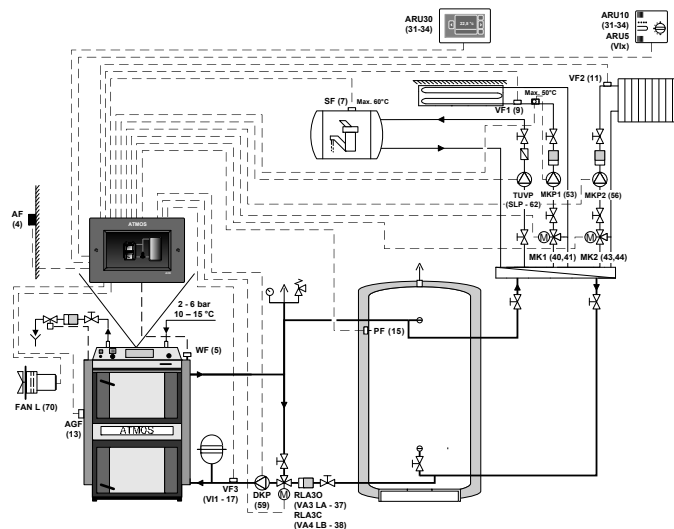 ARU30
(31-34)
22,8 °c
ARU10
(31-34)
ARU5
(VIx)
VF2 (11)
SF (7)
Max. 60°C
Max. 50°C
VF1 (9)
TUVP
(SLP - 62)
MKP1 (53)
MKP2 (56)
AF
(4)
ATMOS
M
M
MK1 (40,41)
MK2 (43,44)
2 - 6 bar
10 – 15 °C
WF (5)
PF (15)
FAN L (70)
AGF
(13)
ATMOS
VF3
(VI1 - 17)
DKP
(59)
M
RLA3O
(VA3 LA - 37)
RLA3C
(VA4 LB - 38)